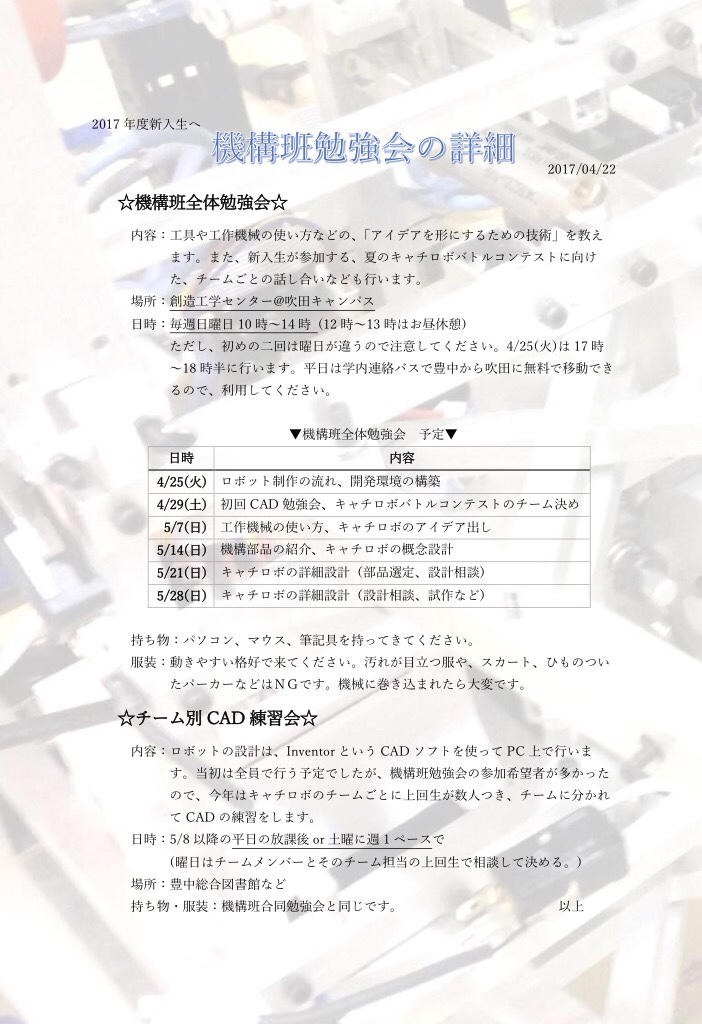 2017 年度新入生へ
機構班勉強会の詳細
2017/04/22
☆機構班全体勉強会☆
内容：工具や工作機械の使い方などの、「アイデアを形にするための技術」を教え
ます。また、新入生が参加する、夏のキャチロボバトルコンテストに向け
た、チームごとの話し合いなども行います。
場所：創造工学センター@吹田キャンパス
日時：毎週日曜日 10 時～14 時（12 時～13 時はお昼休憩）
ただし、初めの二回は曜日が違うので注意してください。4/25(火)は 17 時
～18 時半に行います。平日は学内連絡バスで豊中から吹田に無料で移動でき
るので、利用してください。
▼機構班全体勉強会　予定▼
日時 内容
4/25(火) ロボット制作の流れ、開発環境の構築
4/29(土) 初回 CAD 勉強会、キャチロボバトルコンテストのチーム決め
5/7(日) 工作機械の使い方、キャチロボのアイデア出し
5/14(日) 機構部品の紹介、キャチロボの概念設計
5/21(日) キャチロボの詳細設計（部品選定、設計相談）
5/28(日) キャチロボの詳細設計（設計相談、試作など）
持ち物：パソコン、マウス、筆記具を持ってきてください。
服装：動きやすい格好で来てください。汚れが目立つ服や、スカート、ひものつい
たパーカーなどはＮＧです。機械に巻き込まれたら大変です。
☆チーム別 CAD 練習会☆
内容：ロボットの設計は、Inventor という CAD ソフトを使って PC 上で行いま
す。当初は全員で行う予定でしたが、機構班勉強会の参加希望者が多かった
ので、今年はキャチロボのチームごとに上回生が数人つき、チームに分かれ
て CAD の練習をします。
日時：5/8 以降の平日の放課後 or 土曜に週 1 ペースで
(曜日はチームメンバーとそのチーム担当の上回生で相談して決める。)
場所：豊中総合図書館など
持ち物・服装：機構班合同勉強会と同じです。 以上